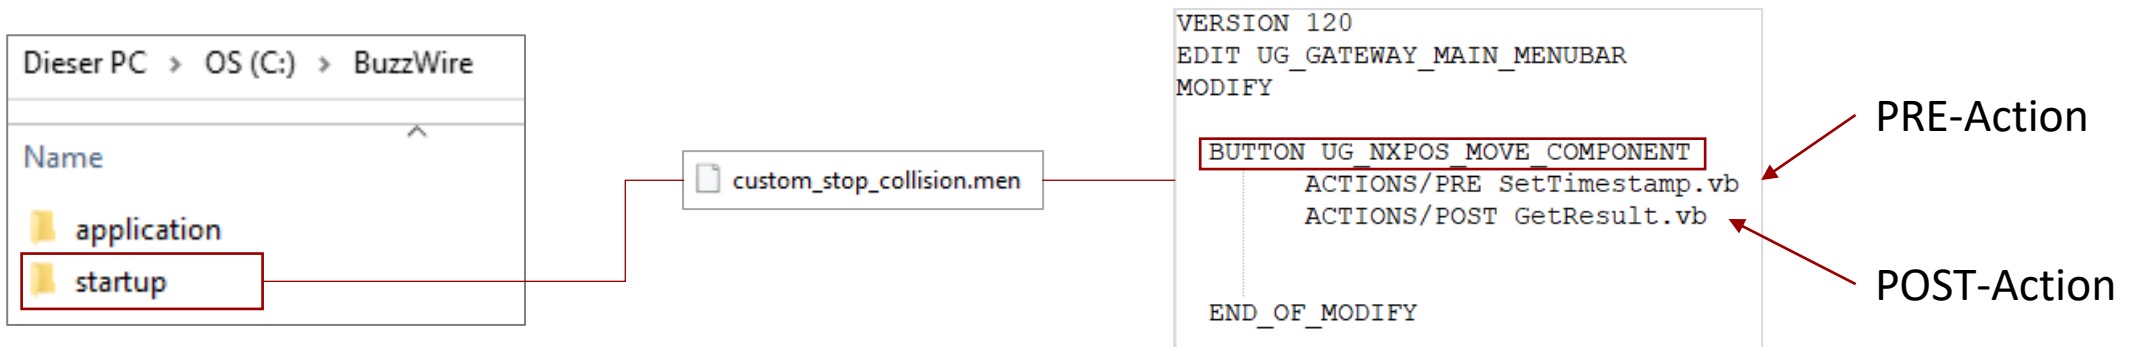 Dieser PC > OS (C:) > BuzzWire
Name
application
startup
custom_stop_collision.men
VERSION 120
EDIT UG_GATEWAY_MAIN_MENUBAR
MODIFY
BUTTON UG_NXPOS_MOVE_COMPONENT
ACTIONS/PRE SetTimestamp.vb
ACTIONS/POST GetResult.vb
END_OF_MODIFY
PRE-Action
POST-Action